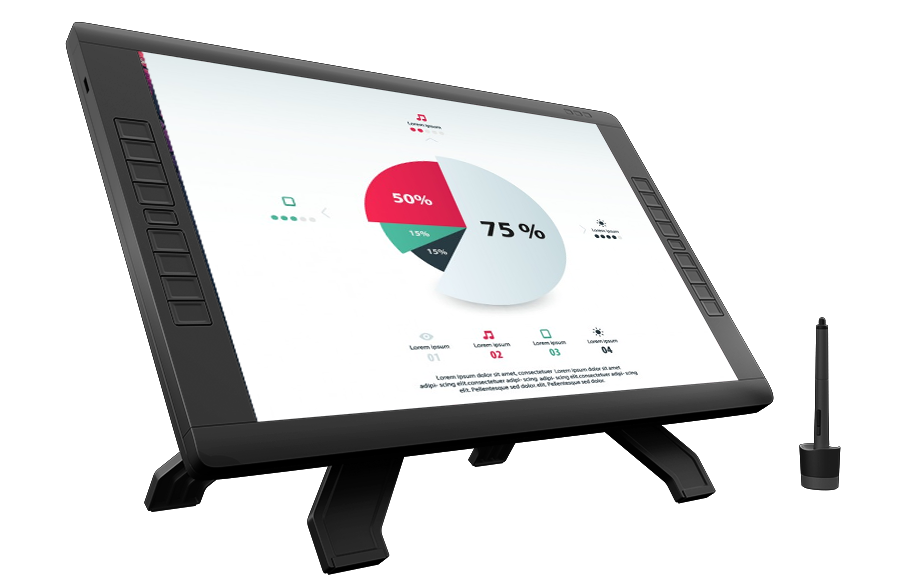 Lorem ipsum
50%
75%
15%
15%
Lorem ipsum
Lorem ipsum
01
Lorem ipsum
02
Lorem ipsum
03
Lorem ipsum
04
Lorem ipsum dolor sit amet, consectetuer Lorem ipsum dolor sit amet
adipi- scing elit.consectetuer adipi- scing adipi- scing elit.consectetuer adipi- scing
elit. Pellentesque sed dolor. elit. Pellentesque sed dolor.